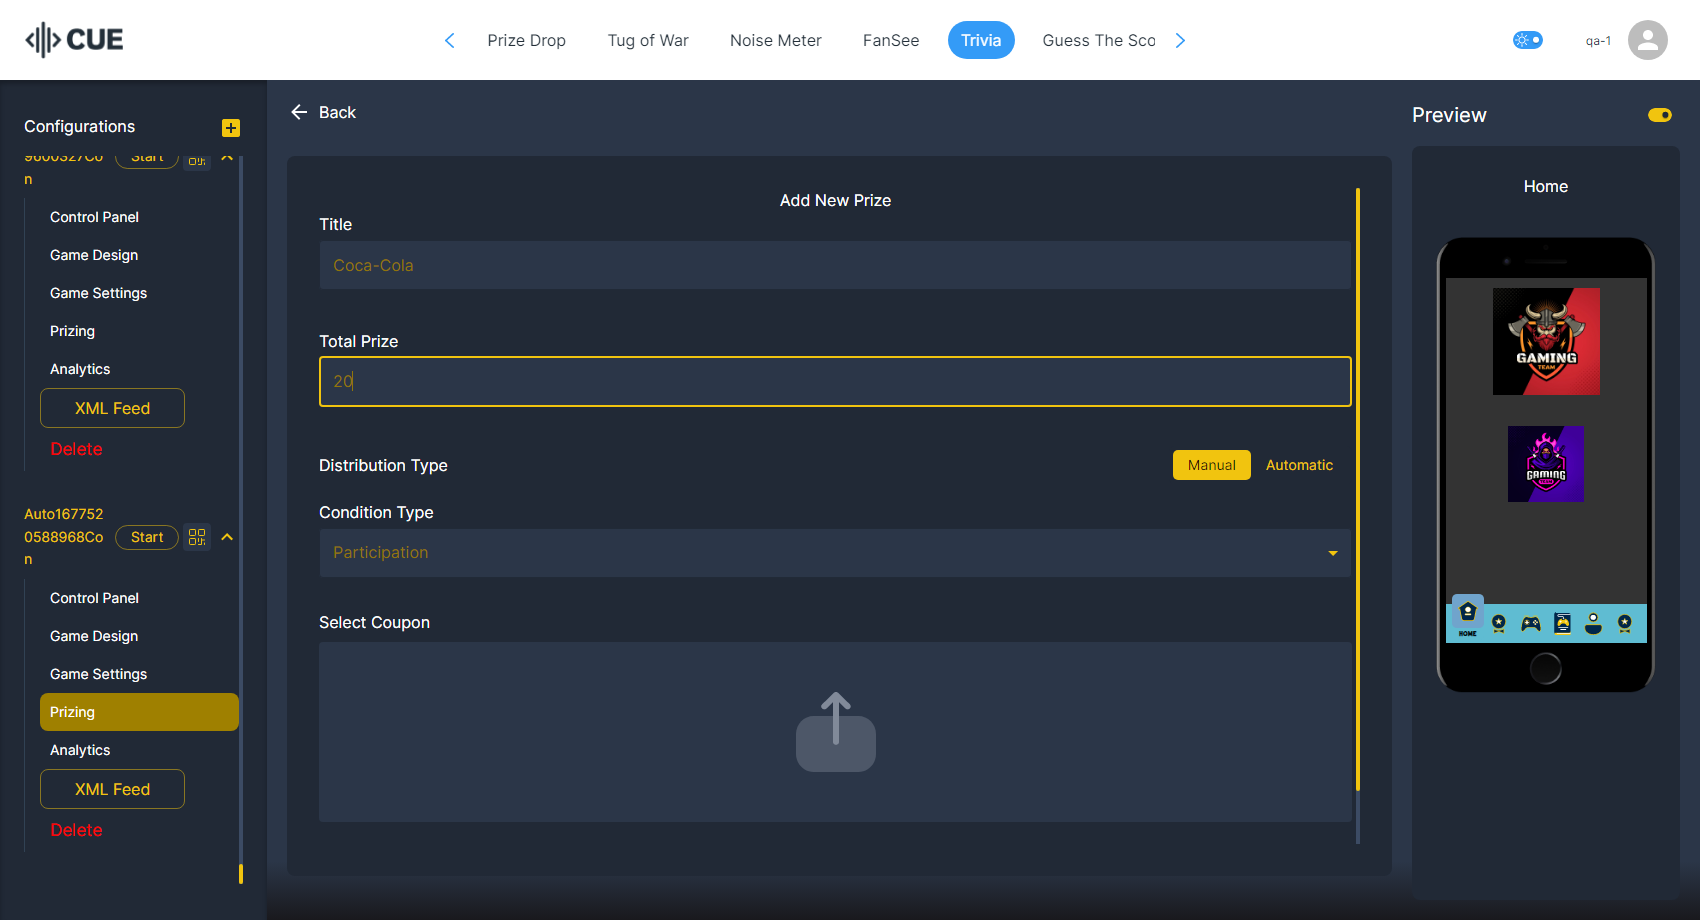 CUE
Prize Drop
Tug of War
Noise Meter
FanSee
Trivia
Guess The Sco
qa-1
Configurations
9600327Co
n
Start
Control Panel
Game Design
Game Settings
Prizing
Analytics
XML Feed
Delete
Auto167752
0588968Co
n
Start
Control Panel
Game Design
Game Settings
Prizing
Analytics
XML Feed
Delete
Back
Add New Prize
Title
Coca-Cola
Total Prize
20
Distribution Type
Manual
Automatic
Condition Type
Participation
Select Coupon
Preview
Home
GAMING
TEAM
GAMING
TEAM
HOME